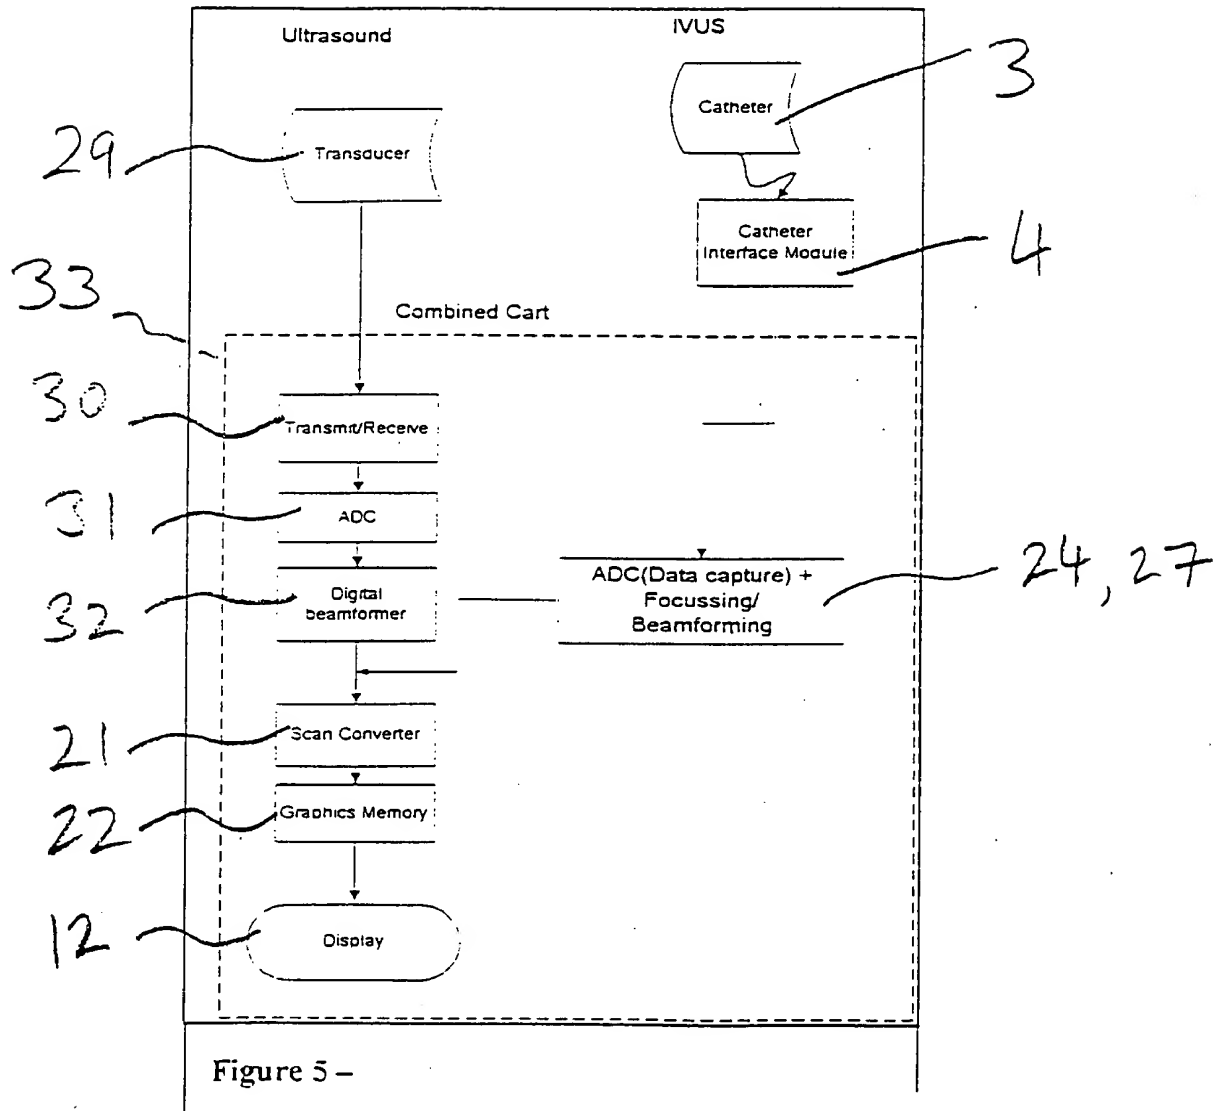 Ultrasound
IVUS
3
Catheter
29
Transducer
Catheter
Interface Module
4
33
Combined Cart
30
Transmit/Receive
31
ADC
ADC(Data capture) +
Focussing/
Beamforming
24, 27
32
Digital
beamformer
21
Scan Converter
22
Graphics Memory
12
Display
Figure 5 –